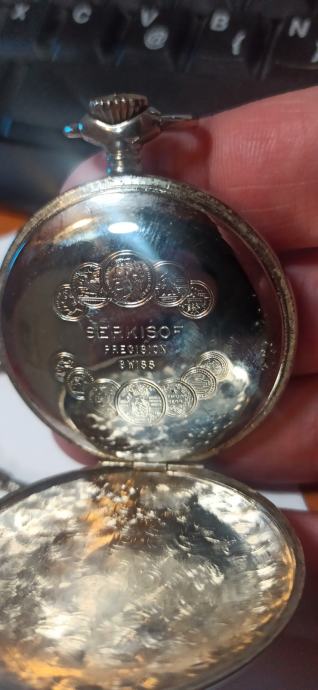 X C V B N
@ {
SERKISOF
PRECISION
SWISS